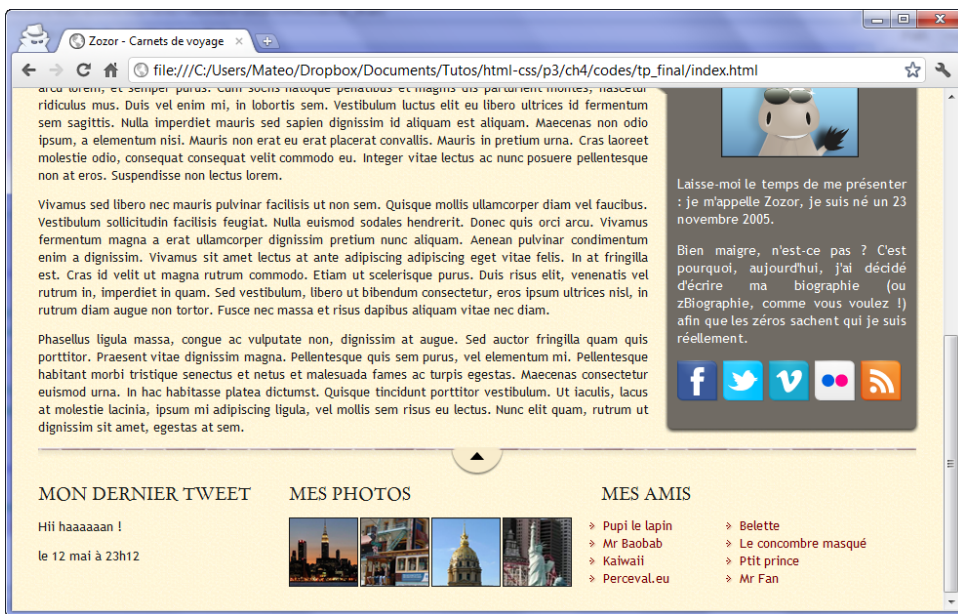 Zozor - Carnets de voyage
file:///C:/Users/Mateo/Dropbox/Documents/Tutos/html-css/p3/ch4/codes/tp_final/index.html
arcu lorem, et semper purus. Cum sociis natoque penatibus et magnis dis parturient montes, nascetur
ridiculus mus. Duis vel enim mi, in lobortis sem. Vestibulum luctus elit eu libero ultrices id fermentum
sem sagittis. Nulla imperdiet mauris sed sapien dignissim id aliquam est aliquam. Maecenas non odio
ipsum, a elementum nisi. Mauris non erat eu erat placerat convallis. Mauris in pretium urna. Cras laoreet
molestie odio, consequat consequat velit commodo eu. Integer vitae lectus ac nunc posuere pellentesque
non at eros. Suspendisse non lectus lorem.
Vivamus sed libero nec mauris pulvinar facilisis ut non sem. Quisque mollis ullamcorper diam vel faucibus.
Vestibulum sollicitudin facilisis feugiat. Nulla euismod sodales hendrerit. Donec quis orci arcu. Vivamus
fermentum magna a erat ullamcorper dignissim pretium nunc aliquam. Aenean pulvinar condimentum
enim a dignissim. Vivamus sit amet lectus at ante adipiscing adipiscing eget vitae felis. In at fringilla
est. Cras id velit ut magna rutrum commodo. Etiam ut scelerisque purus. Duis risus elit, venenatis vel
rutrum in, imperdiet in quam. Sed vestibulum, libero ut bibendum consectetur, eros ipsum ultrices nisl, in
rutrum diam augue non tortor. Fusce nec massa et risus dapibus aliquam vitae nec diam.
Phasellus ligula massa, congue ac vulputate non, dignissim at augue. Sed auctor fringilla quam quis
porttitor. Praesent vitae dignissim magna. Pellentesque quis sem purus, vel elementum mi. Pellentesque
habitant morbi tristique senectus et netus et malesuada fames ac turpis egestas. Maecenas consectetur
euismod urna. In hac habitasse platea dictumst. Quisque tincidunt porttitor vestibulum. Ut iaculis, lacus
at molestie lacinia, ipsum mi adipiscing ligula, vel mollis sem risus eu lectus. Nunc elit quam, rutrum ut
dignissim sit amet, egestas at sem.
Laisse-moi le temps de me présenter
: je m'appelle Zozor, je suis né un 23
novembre 2005.
Bien maigre, n'est-ce pas ? C'est
pourquoi, aujourd'hui, j'ai décidé
d'écrire ma biographie (ou
zBiographie, comme vous voulez !)
afin que les zéros sachent qui je suis
réellement.
MON DERNIER TWEET
Hii haaaaaan !
le 12 mai à 23h12
MES PHOTOS
MES AMIS
Pupi le lapin
Mr Baobab
Kaiwaii
Perceval.eu
Belette
Le concombre masqué
Ptit prince
Mr Fan